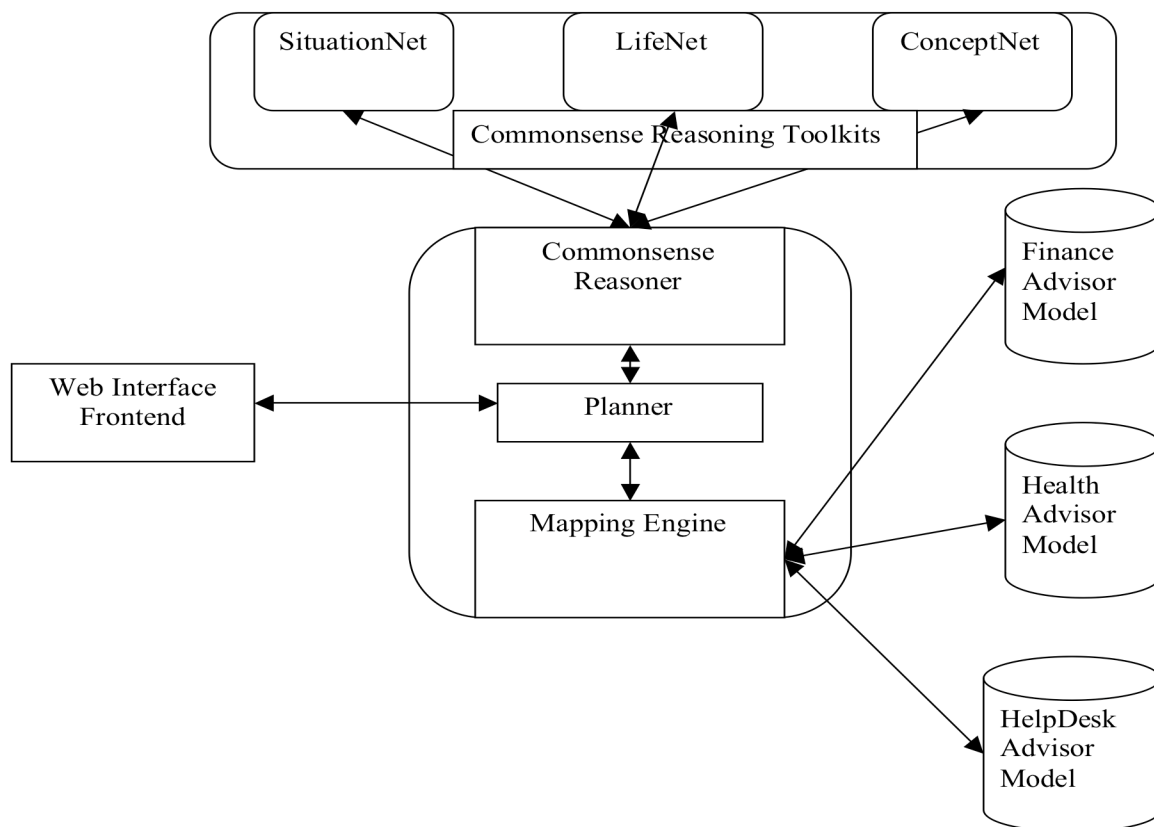 SituationNet
LifeNet
ConceptNet
Commonsense Reasoning Toolkits
Commonsense
Reasoner
Finance
Advisor
Model
Web Interface
Frontend
Planner
Health
Advisor
Model
Mapping Engine
HelpDesk
Advisor
Model